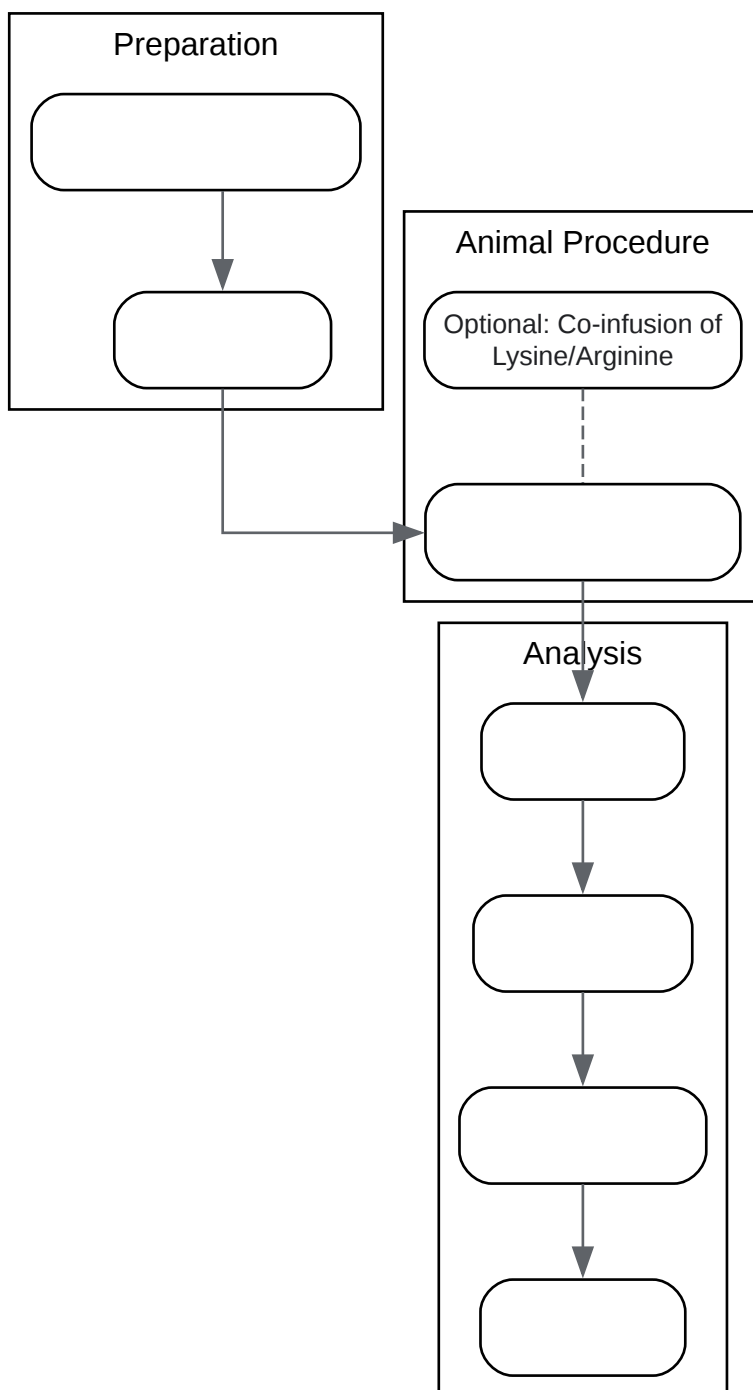 Preparation
Animal Procedure
Optional: Co-infusion of
Lysine/Arginine
Analysis